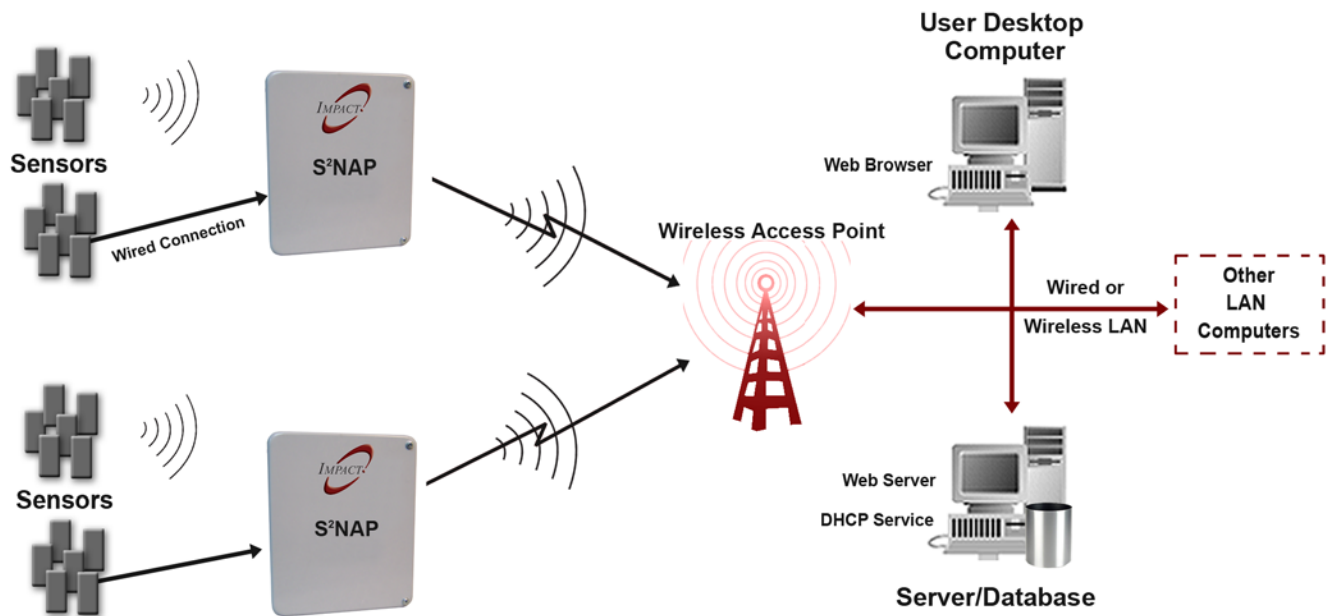 User Desktop
Computer
Sensors
IMPACT
S²NAP
Web Browser
Wired Connection
Wireless Access Point
Wired or
Wireless LAN
Other
LAN
Computers
Sensors
IMPACT
S²NAP
Web Server
DHCP Service
Server/Database